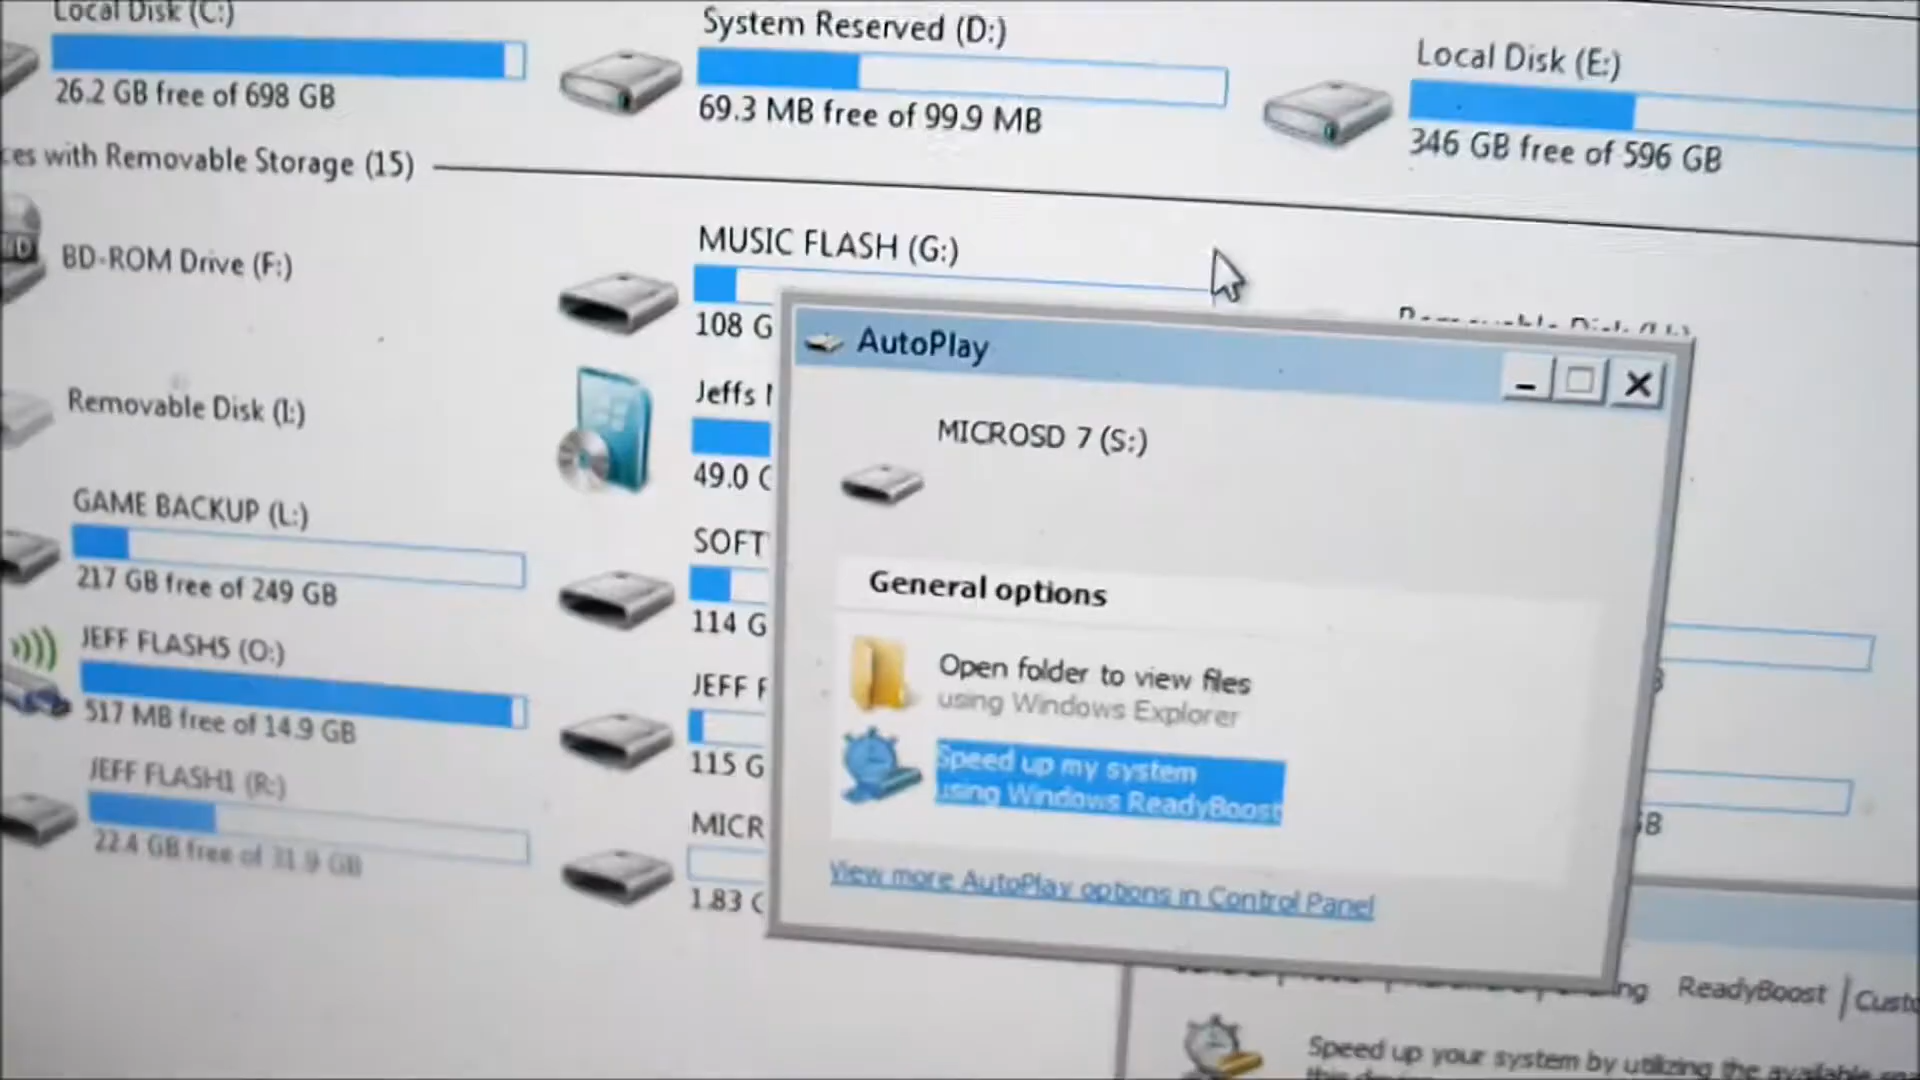 Local Disk (C:)
26.2 GB free of 698 GB
System Reserved (D:)
69.3 MB free of 99.9 MB
Local Disk (E:)
346 GB free of 596 GB
ces with Removable Storage (15)
BD-ROM Drive (F:)
MUSIC FLASH (G:)
108 G
Removable Disk
Removable Disk (I:)
Jeffs
49.0
GAME BACKUP (L:)
217 GB free of 249 GB
SOFT
114 G
JEFF FLASH5 (O:)
517 MB free of 14.9 GB
JEFF F
115 G
JEFF FLASH1 (R:)
22.4 GB free of 31.9 GB
MICR
1.83
AutoPlay
MICROSD 7 (S:)
General options
Open folder to view files
using Windows Explorer
Speed up my system
using Windows ReadyBoost
View more AutoPlay options in Control Panel
ReadyBoost
Custo
Speed up your system by utilizing the available